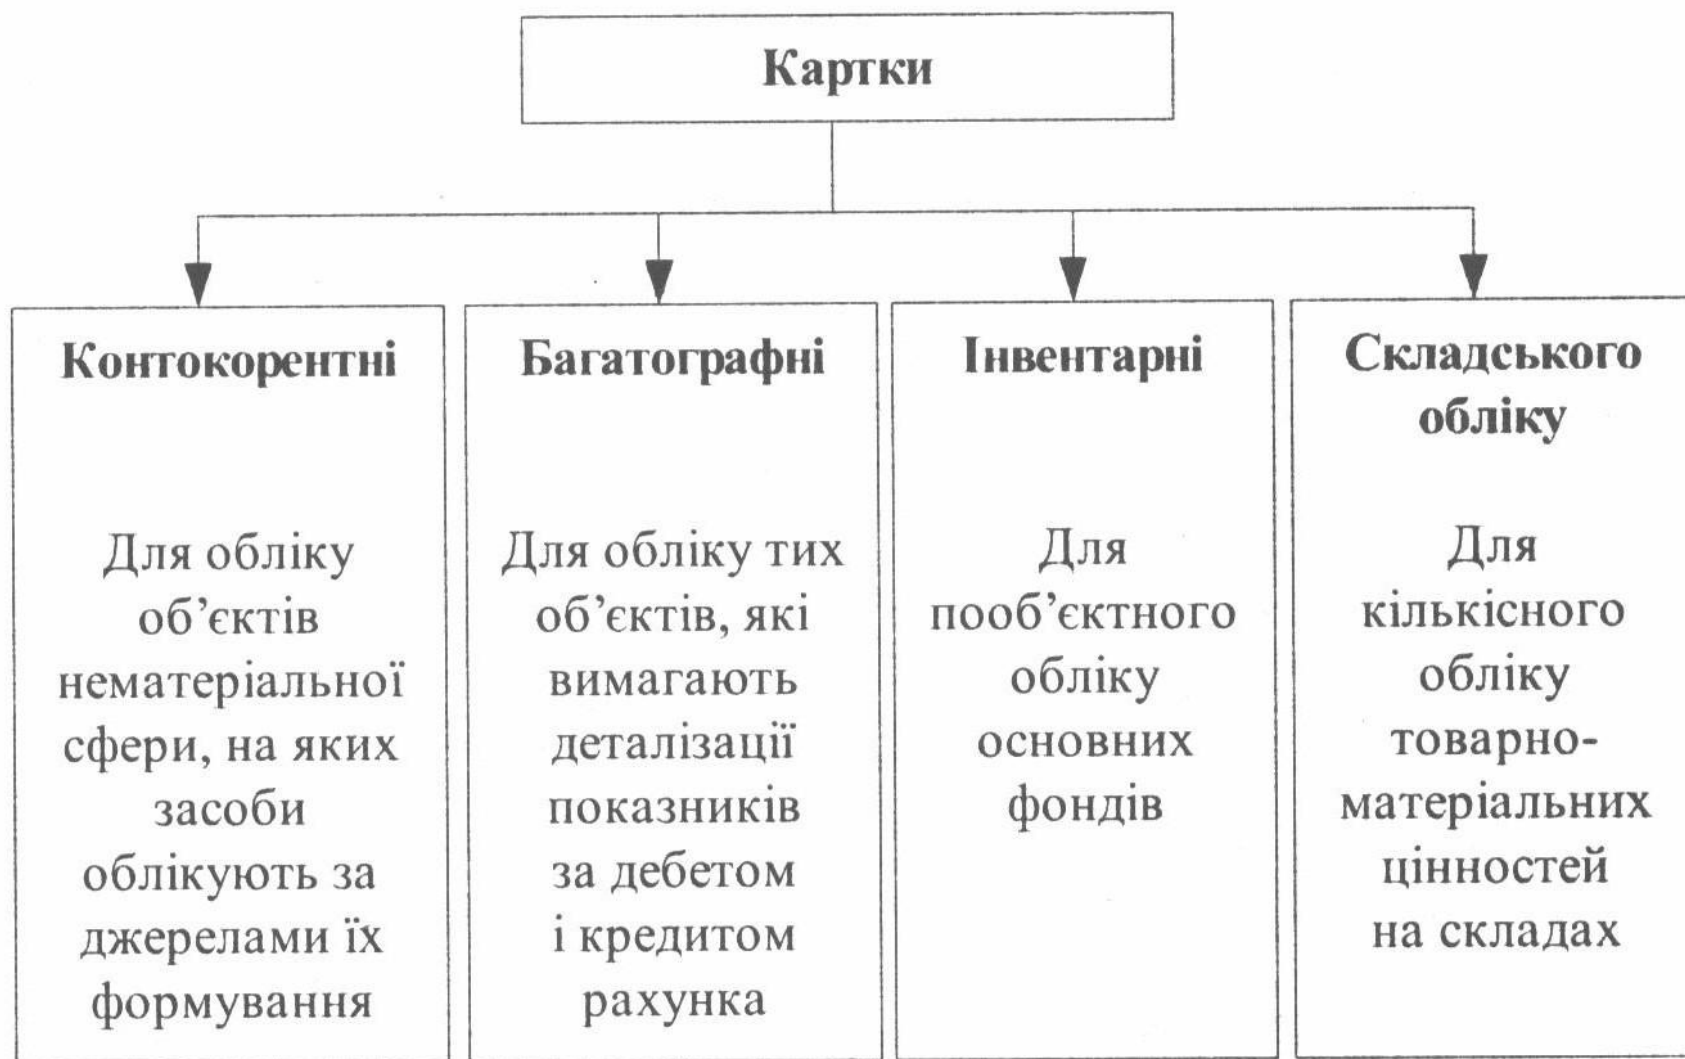 Картки
Контокорентні
Для обліку
об’єктів
нематеріальної
сфери, на яких
засоби
облікують за
джерелами їх
формування
Багатографні
Для обліку тих
об’єктів, які
вимагають
деталізації
показників
за дебетом
і кредитом
рахунка
Інвентарні
Для
пооб’єктного
обліку
основних
фондів
Складського
обліку
Для
кількісного
обліку
товарно-
матеріальних
цінностей
на складах